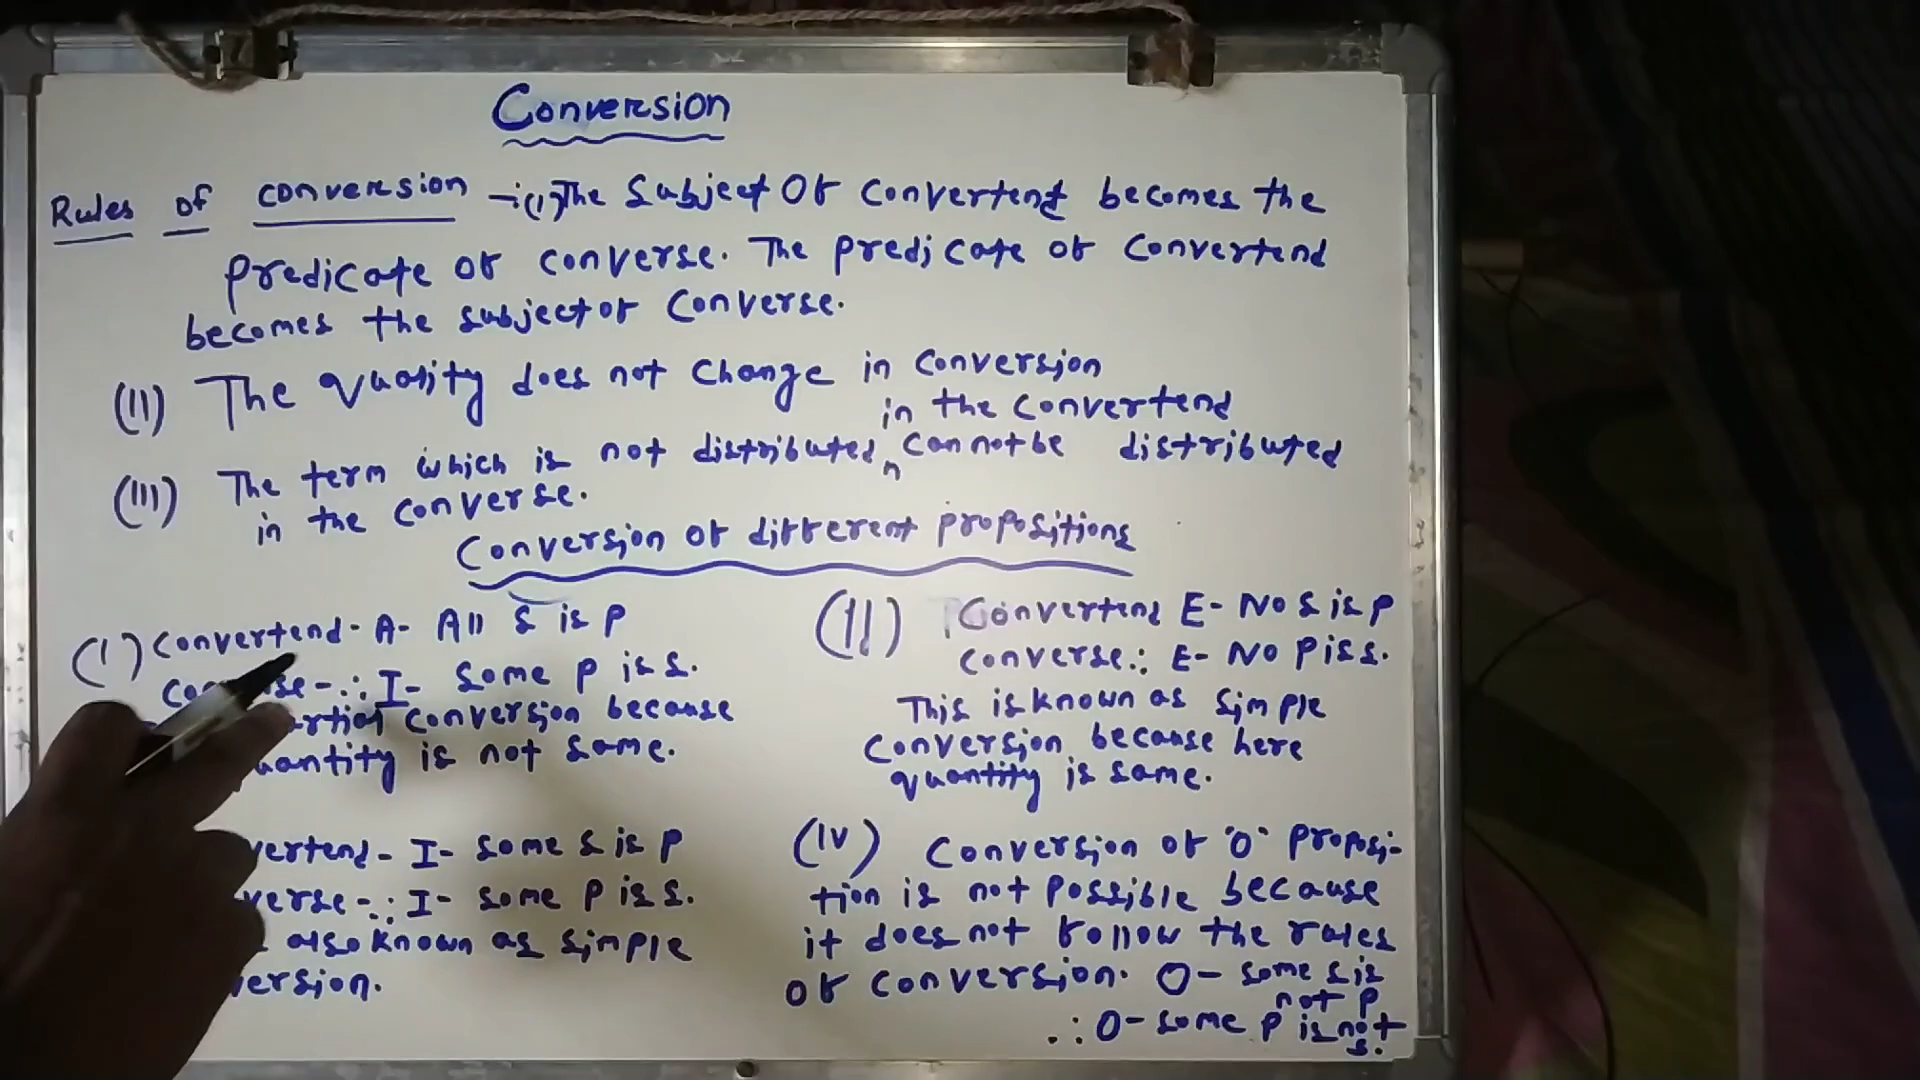 Conversion
Rules of conversion -:(i) The Subject Of Convertend becomes the
predicate of converse. The predicate of Convertend
becomes the subject of Converse.
(II) The quality does not change in conversion
in the convertend
(III) The term which is not distributed cannot be distributed
in the converse.
Conversion of different propositions
(I) Convertend- A- All S is P
I- Some P is S.
conversion because
quantity is not same.
vertend- I- Some S is P
verse-∴ I- Some P is S.
also known as simple
version.
(II) Convertend E- No S is P
Converse∴ E- No P is S.
This is known as simple
conversion because here
quantity is same.
(IV) Conversion of 'O' proposi-
tion is not possible because
it does not follow the rules
of conversion. O- Some S is
not P
∴ O- Some P is not
S.